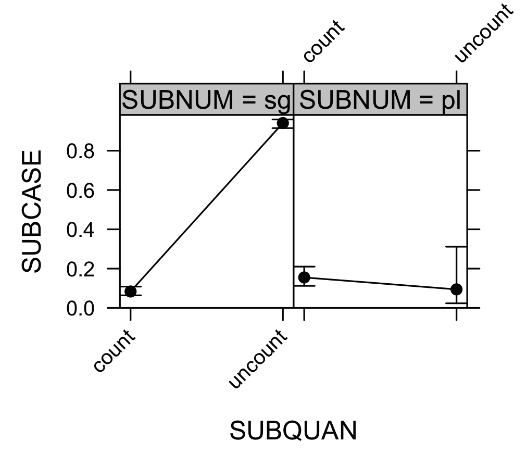 count
uncount
SUBNUM = sg
SUBNUM = pl
SUBCASE
0.8
0.6
0.4
0.2
0.0
count
uncount
SUBQUAN